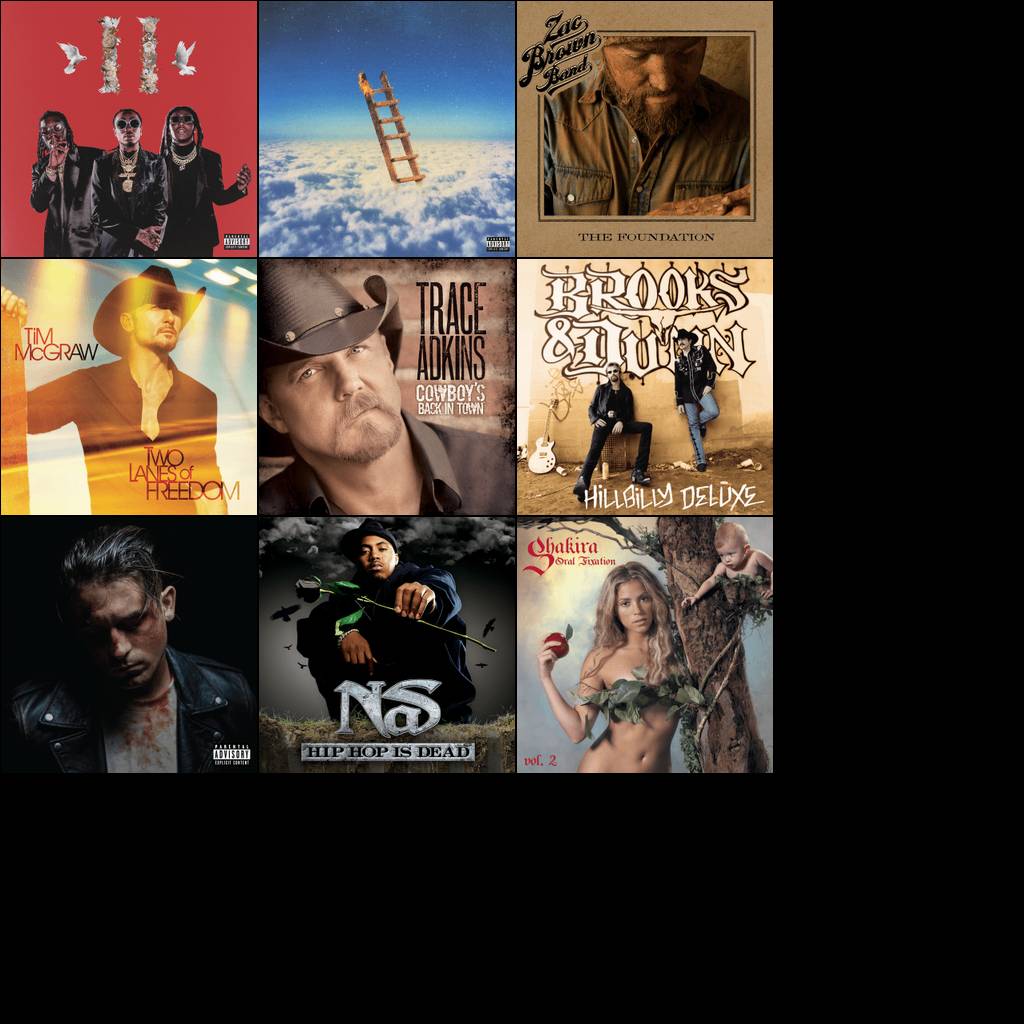 PARENTAL
ADVISORY
EXPLICIT CONTENT
PARENTAL
ADVISORY
EXPLICIT CONTENT
Zac
Brown
Band
THE FOUNDATION
TiM
McGRAW
TWO
LANES of
FREEDOM
TRACE
ADKINS
COWBOY'S
BACK IN TOWN
BROOKS
& DUNN
HiLLBiLLY DELUXE
PARENTAL
ADVISORY
EXPLICIT CONTENT
NaS
HIP HOP IS DEAD
Shakira
Oral Fixation
vol. 2